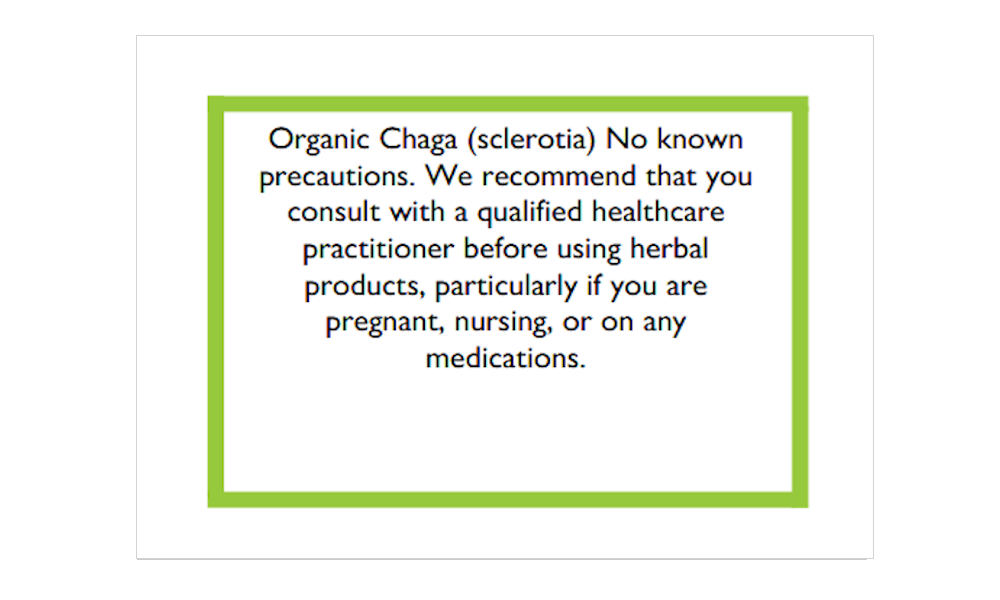 Organic Chaga (sclerotia) No known
precautions. We recommend that you
consult with a qualified healthcare
practitioner before using herbal
products, particularly if you are
pregnant, nursing, or on any
medications.